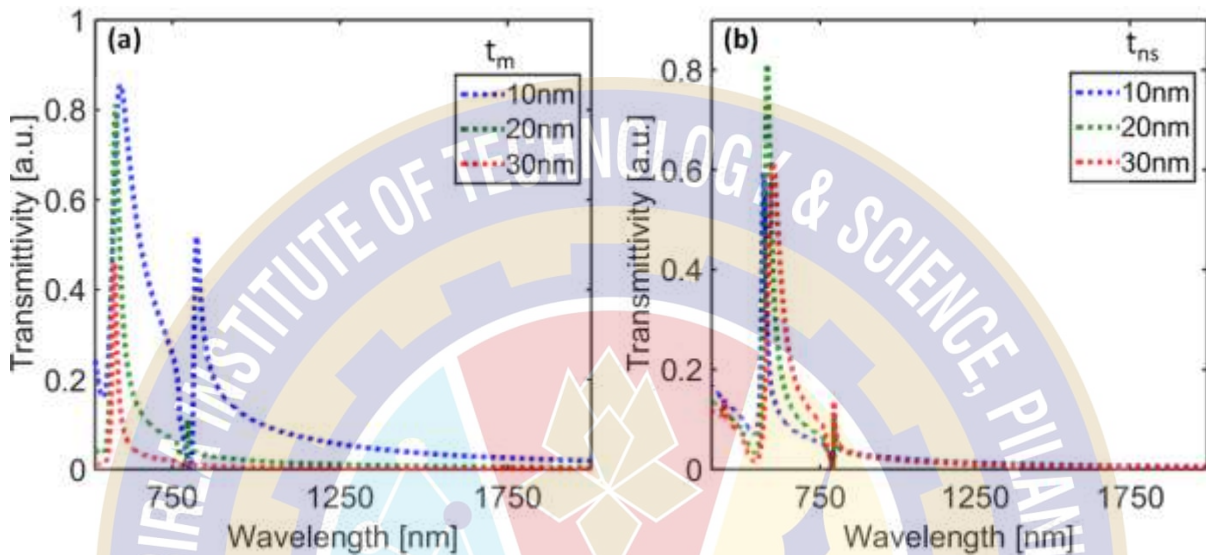 (a)
t_m
10nm
20nm
30nm
1
0.8
0.6
0.4
0.2
0
750
1250
1750
Transmittivity [a.u.]
Wavelength [nm]
(b)
t_ns
10nm
20nm
30nm
0.8
0.6
0.4
0.2
0
750
1250
1750
Transmittivity [a.u.]
Wavelength [nm]
INSTITUTE OF TECHNOLOGY & SCIENCE, PILANI